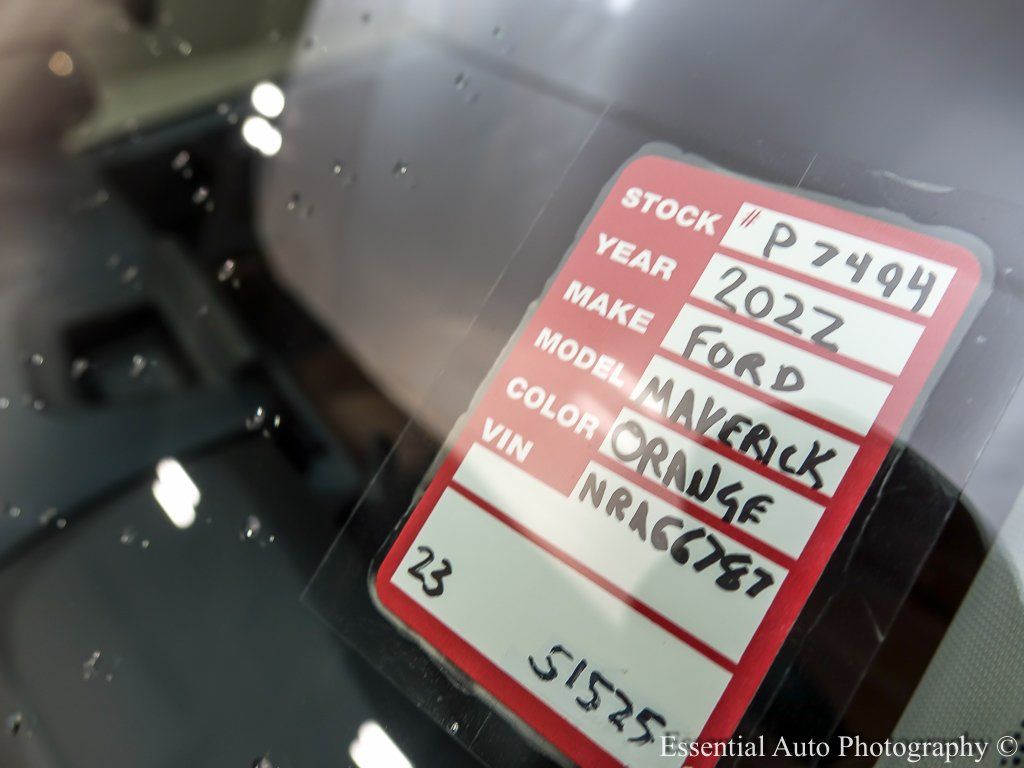 STOCK # P7494
YEAR 2022
MAKE FORD
MODEL MAVERICK
COLOR ORANGE
VIN NRA66787
23
51525
Essential Auto Photography ©